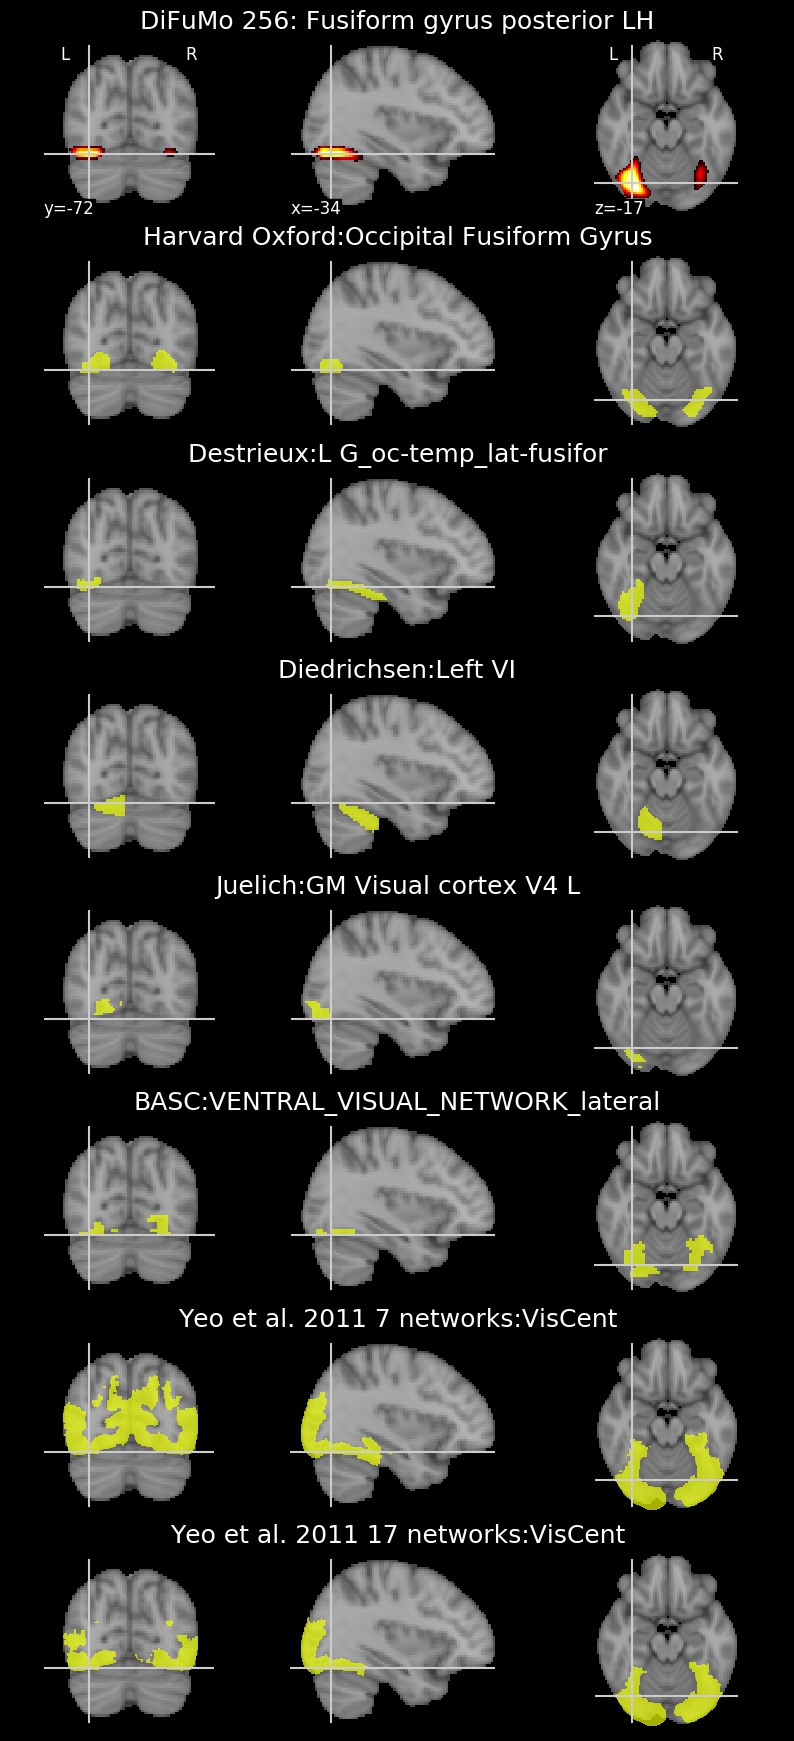 DiFuMo 256: Fusiform gyrus posterior LH
L R L R
y=-72 x=-34 z=-17
Harvard Oxford:Occipital Fusiform Gyrus
Destrieux:L G_oc-temp_lat-fusifor
Diedrichsen:Left VI
Juelich:GM Visual cortex V4 L
BASC:VENTRAL_VISUAL_NETWORK_lateral
Yeo et al. 2011 7 networks:VisCent
Yeo et al. 2011 17 networks:VisCent